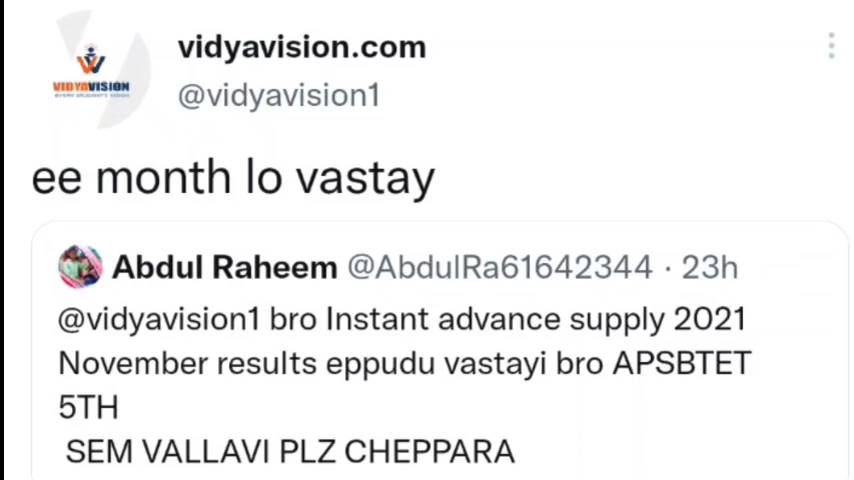 VIDYAVISION
vidyavision.com
@vidyavision1
ee month lo vastay
Abdul Raheem @AbdulRa61642344 · 23h
@vidyavision1 bro Instant advance supply 2021
November results eppudu vastayi bro APSBTET
5TH
SEM VALLAVI PLZ CHEPPARA